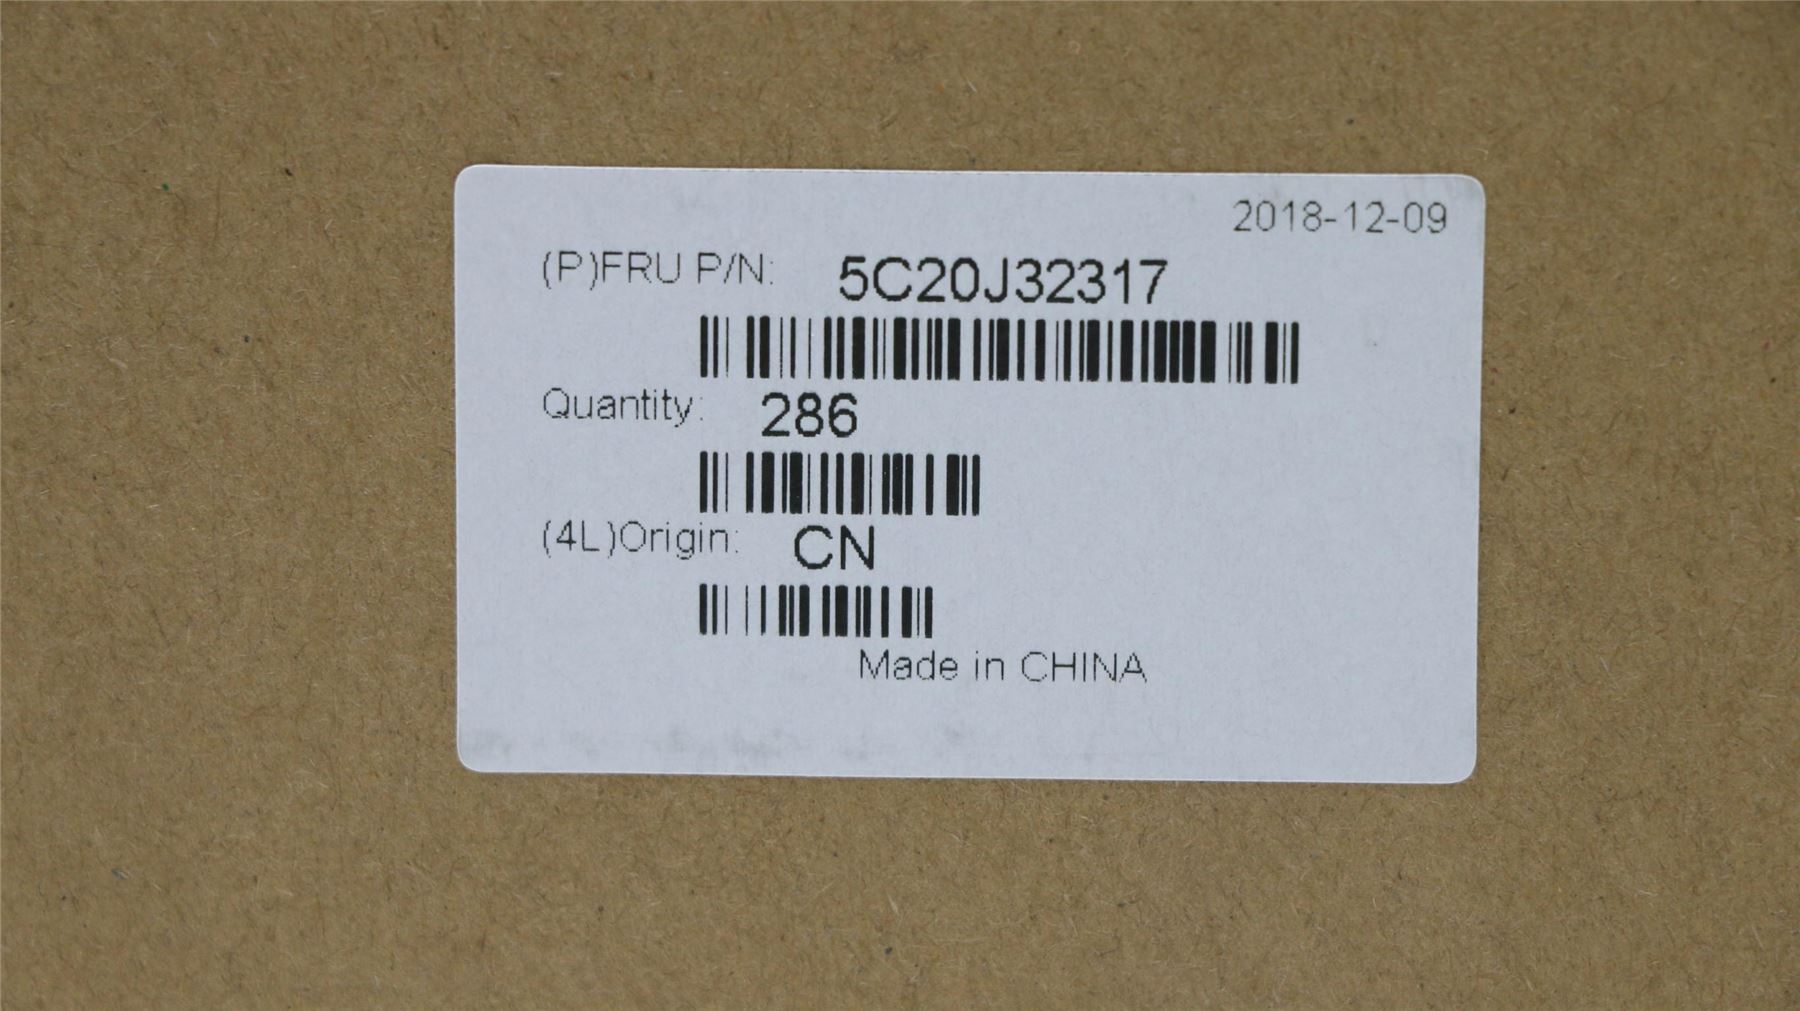 2018-12-09
(P)FRU P/N: 5C20J32317
Quantity: 286
(4L)Origin: CN
Made in CHINA